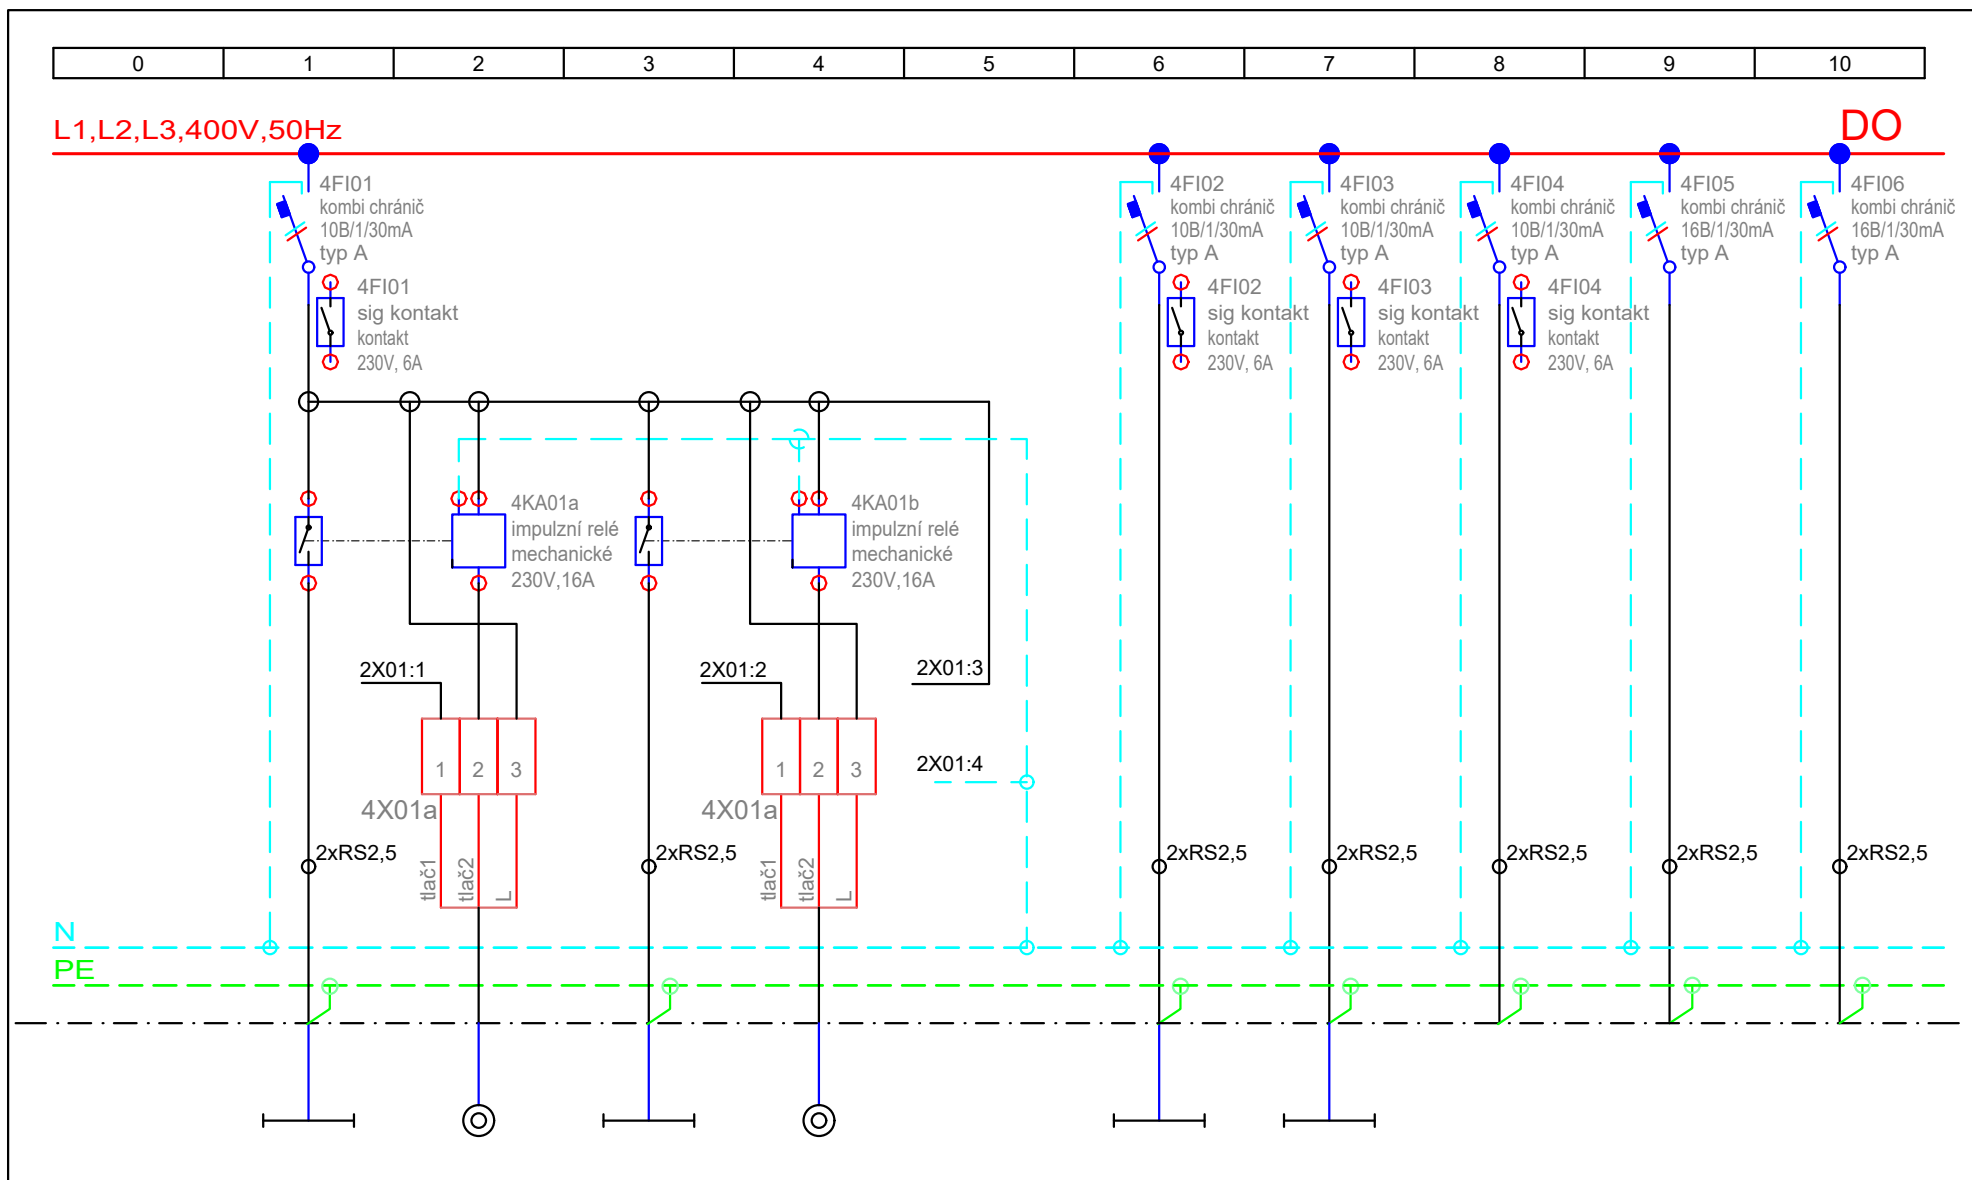 0 1 2 3 4 5 6 7 8 9 10
L1,L2,L3,400V,50Hz
DO
4FI01
kombi chránič
10B/1/30mA
typ A
4FI01
sig kontakt
kontakt
230V, 6A
4FI02
kombi chránič
10B/1/30mA
typ A
4FI02
sig kontakt
kontakt
230V, 6A
4FI03
kombi chránič
10B/1/30mA
typ A
4FI03
sig kontakt
kontakt
230V, 6A
4FI04
kombi chránič
10B/1/30mA
typ A
4FI04
sig kontakt
kontakt
230V, 6A
4FI05
kombi chránič
16B/1/30mA
typ A
4FI06
kombi chránič
16B/1/30mA
typ A
4KA01a
impulzní relé
mechanické
230V,16A
4KA01b
impulzní relé
mechanické
230V,16A
2X01:1
2X01:2
2X01:3
1 2 3
1 2 3
2X01:4
4X01a
4X01a
tlač1
tlač2
L
tlač1
tlač2
L
2xRS2,5
2xRS2,5
2xRS2,5
2xRS2,5
2xRS2,5
2xRS2,5
2xRS2,5
N
PE